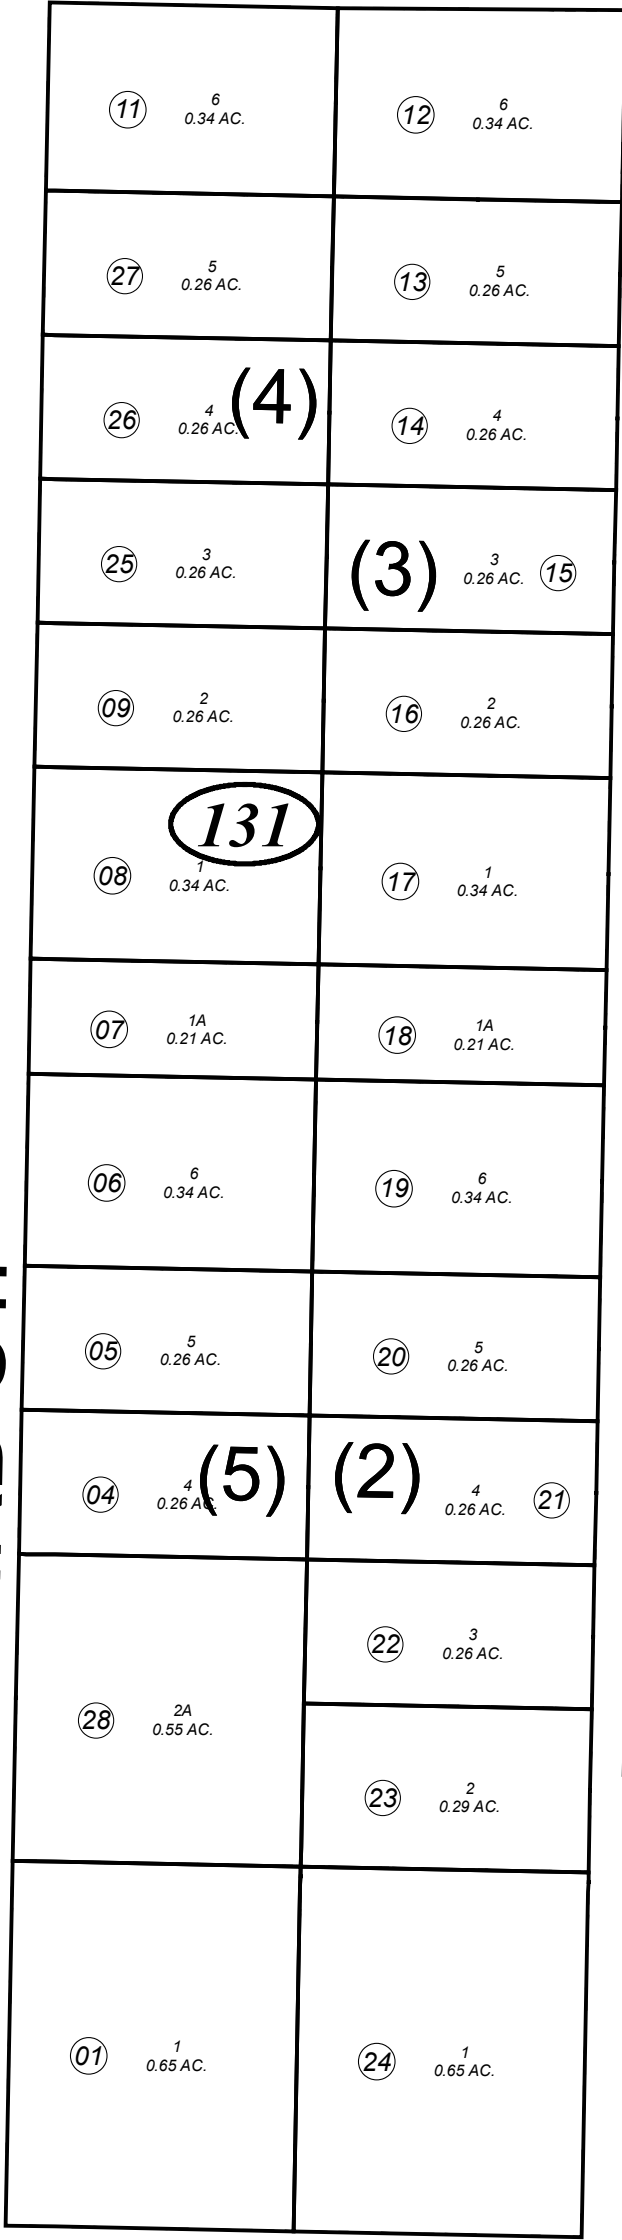 11 6
0.34 AC.
12 6
0.34 AC.
27 5
0.26 AC.
13 5
0.26 AC.
26 4
0.26 AC.
(4)
14 4
0.26 AC.
25 3
0.26 AC.
(3)
3
0.26 AC. 15
09 2
0.26 AC.
16 2
0.26 AC.
131
08 1
0.34 AC.
17 1
0.34 AC.
07 1A
0.21 AC.
18 1A
0.21 AC.
06 6
0.34 AC.
19 6
0.34 AC.
05 5
0.26 AC.
20 5
0.26 AC.
04 4
0.26 AC.
(5)
(2)
4
0.26 AC. 21
22 3
0.26 AC.
28 2A
0.55 AC.
23 2
0.29 AC.
01 1
0.65 AC.
24 1
0.65 AC.